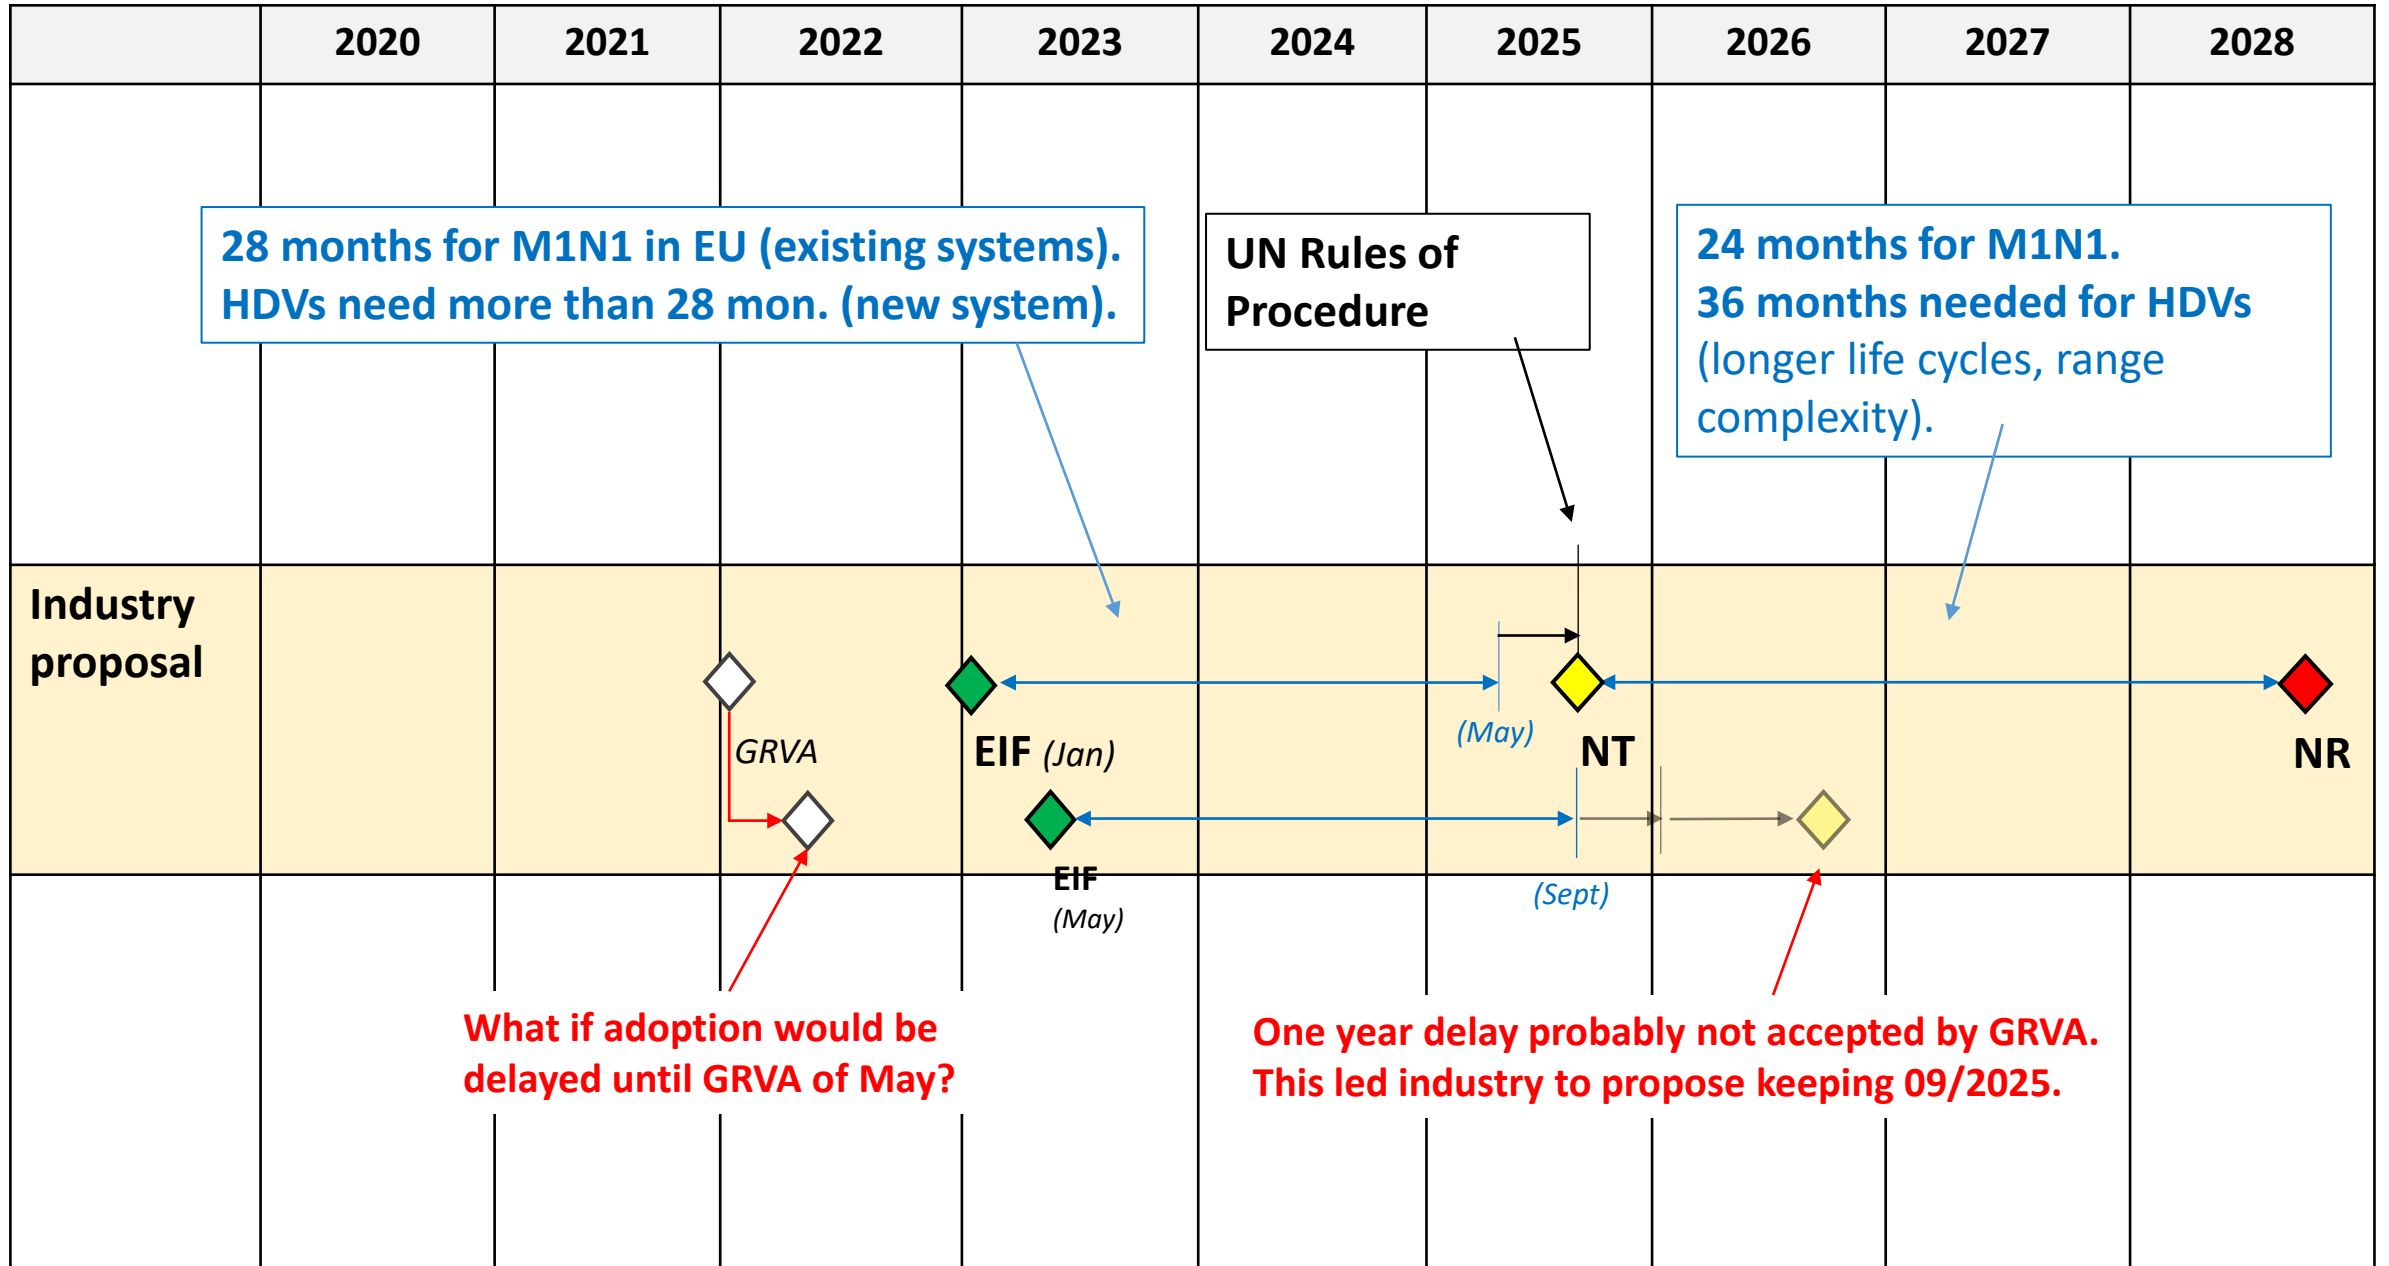 2020 2021 2022 2023 2024 2025 2026 2027 2028
28 months for M1N1 in EU (existing systems).
HDVs need more than 28 mon. (new system).
UN Rules of
Procedure
24 months for M1N1.
36 months needed for HDVs
(longer life cycles, range
complexity).
Industry
proposal
GRVA
EIF (Jan)
(May)
NT
NR
EIF
(May)
(Sept)
What if adoption would be
delayed until GRVA of May?
One year delay probably not accepted by GRVA.
This led industry to propose keeping 09/2025.